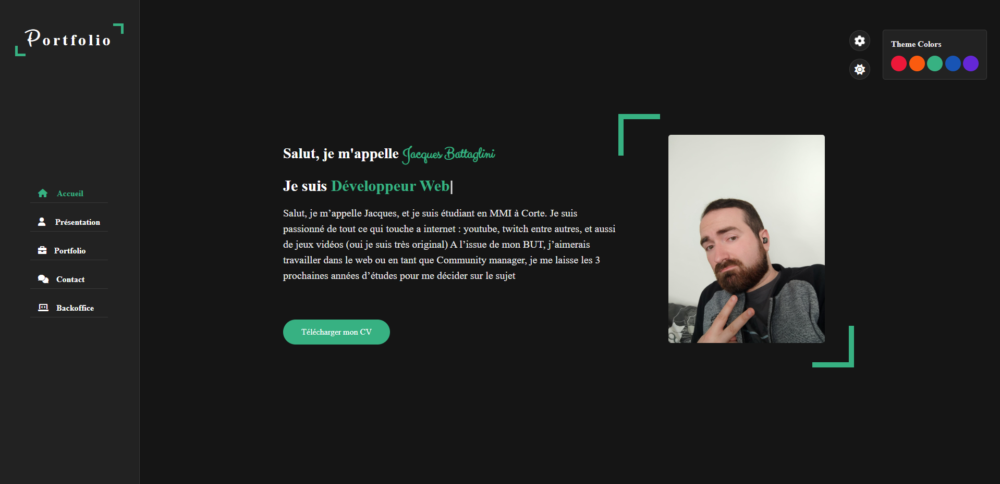 Portfolio
Accueil
Présentation
Portfolio
Contact
Backoffice
Theme Colors
Salut, je m'appelle Jacques Battaglini
Je suis Développeur Web|
Salut, je m’appelle Jacques, et je suis étudiant en MMI à Corte. Je suis
passionné de tout ce qui touche a internet : youtube, twitch entre autres, et aussi
de jeux vidéos (oui je suis très original) A l’issue de mon BUT, j’aimerais
travailler dans le web ou en tant que Community manager, je me laisse les 3
prochaines années d’études pour me décider sur le sujet
Télécharger mon CV